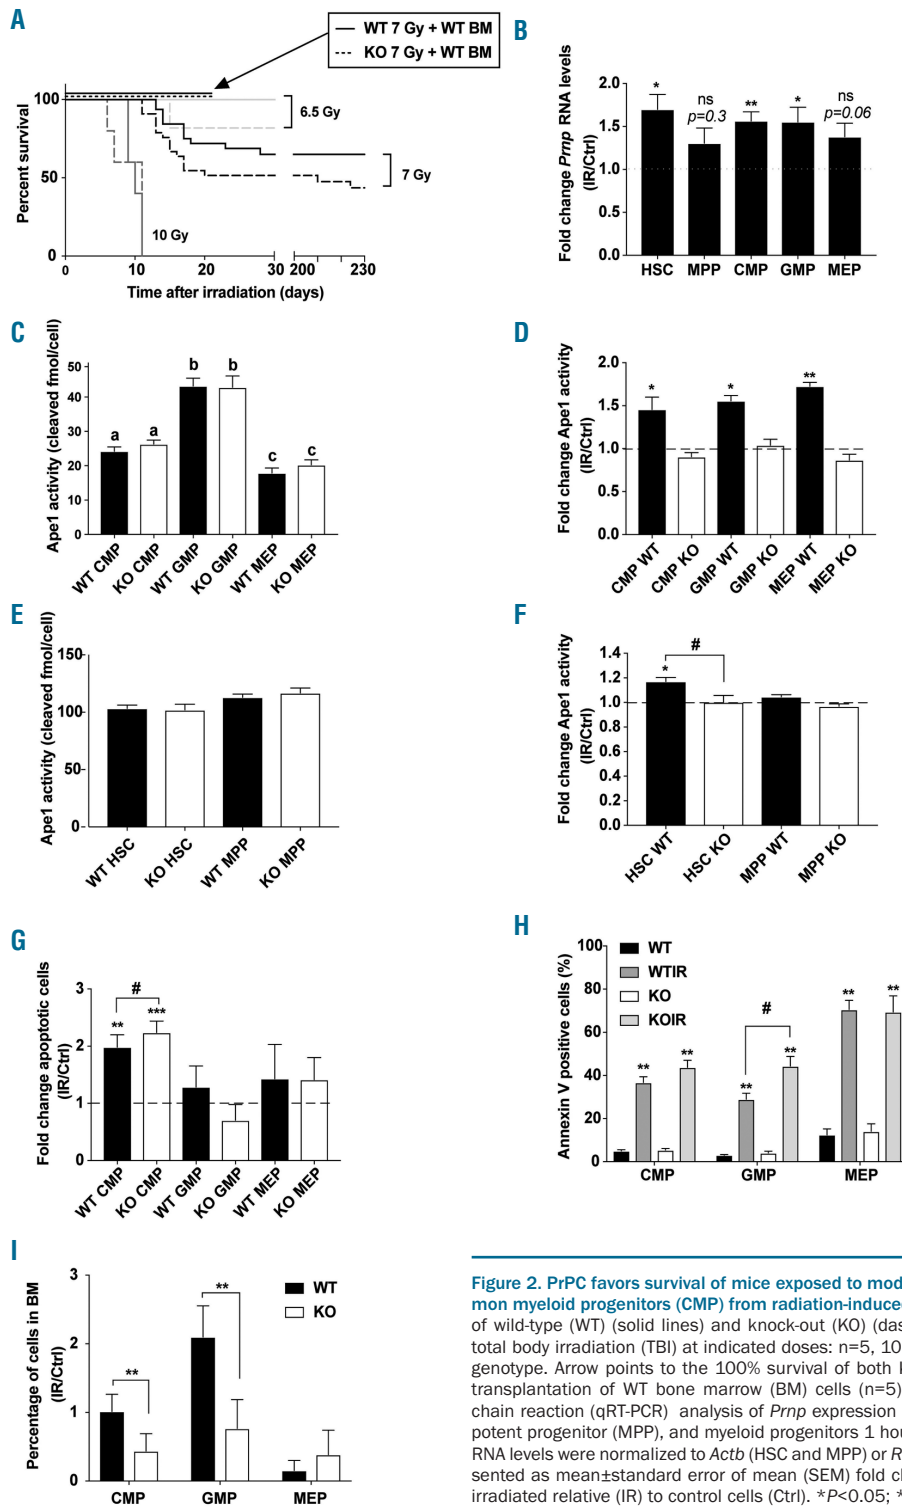 A
WT 7 Gy + WT BM
KO 7 Gy + WT BM
Percent survival
100
50
0
6.5 Gy
7 Gy
10 Gy
0 10 20 30 200 230
Time after irradiation (days)
B
Fold change Prnp RNA levels
(IR/Ctrl)
2.0
1.5
1.0
0.5
0.0
* ns p=0.3 ** * ns p=0.06
HSC MPP CMP GMP MEP
C
Ape1 activity (cleaved fmol/cell)
50
40
30
20
10
0
a a b b c c
WT CMP KO CMP WT GMP KO GMP WT MEP KO MEP
D
Fold change Ape1 activity
(IR/Ctrl)
2.0
1.5
1.0
0.5
0.0
* * **
CMP WT CMP KO GMP WT GMP KO MEP WT MEP KO
E
Ape1 activity (cleaved fmol/cell)
150
100
50
0
WT HSC KO HSC WT MPP KO MPP
F
Fold change Ape1 activity
(IR/Ctrl)
1.4
1.2
1.0
0.8
0.6
0.4
0.2
0.0
* #
HSC WT HSC KO MPP WT MPP KO
G
Fold change apoptotic cells
(IR/Ctrl)
3
2
1
0
#
** ***
WT CMP KO CMP WT GMP KO GMP WT MEP KO MEP
H
Annexin V positive cells (%)
100
80
60
40
20
0
WT
WTIR
KO
KOIR
** ** ** # ** ** **
CMP GMP MEP
I
Percentage of cells in BM
(IR/Ctrl)
3
2
1
0
WT
KO
** **
CMP GMP MEP
Figure 2. PrPC favors survival of mice exposed to mod
mon myeloid progenitors (CMP) from radiation-induced
of wild-type (WT) (solid lines) and knock-out (KO) (das
total body irradiation (TBI) at indicated doses: n=5, 10
genotype. Arrow points to the 100% survival of both
transplantation of WT bone marrow (BM) cells (n=5)
chain reaction (qRT-PCR) analysis of Prnp expression
potent progenitor (MPP), and myeloid progenitors 1 hou
RNA levels were normalized to Actb (HSC and MPP) or R
sented as mean±standard error of mean (SEM) fold c
irradiated relative (IR) to control cells (Ctrl). *P<0.05; *